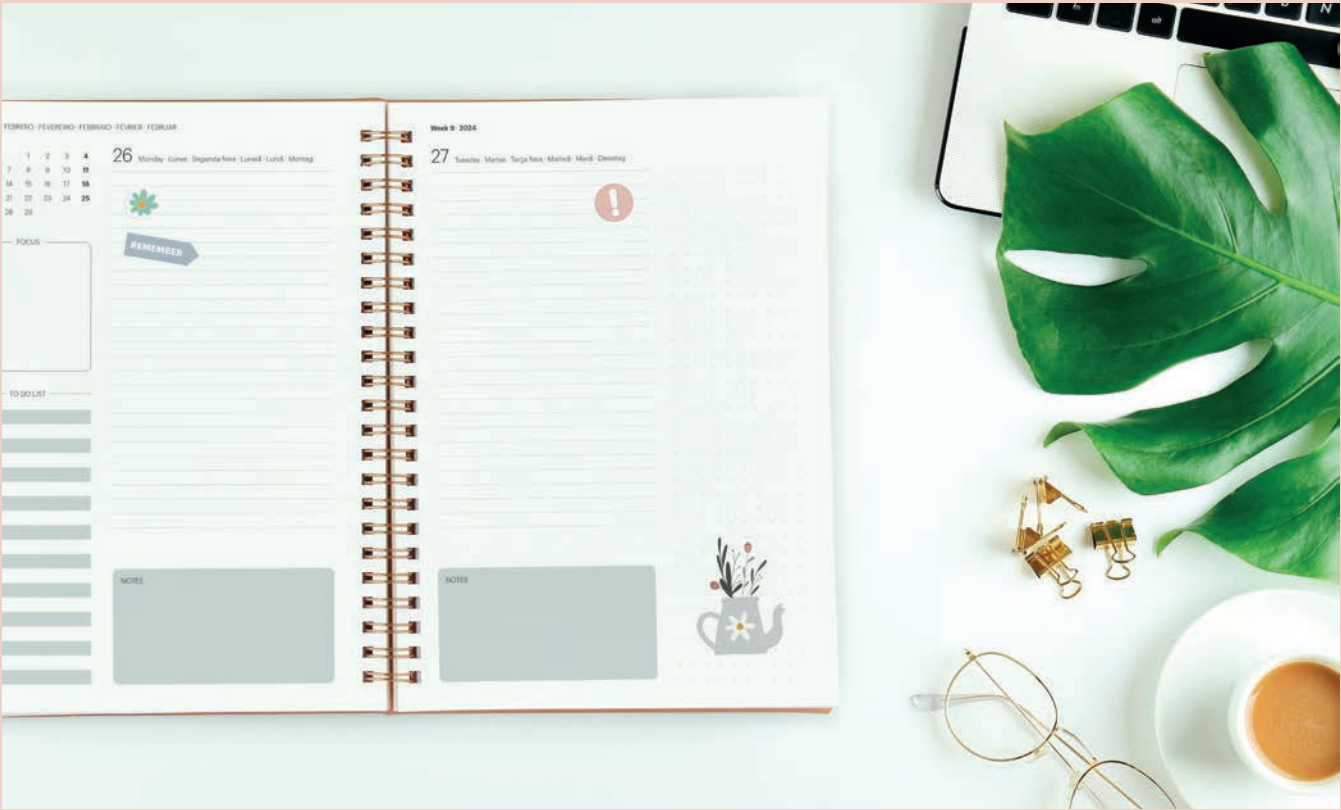 FEBRERO · FEVEREIRO · FEBBRAIO · FÉVRIER · FEBRUAR
1 2 3 4
7 8 9 10 11
14 15 16 17 18
21 22 23 24 25
28 29
FOCUS
TO DO LIST
26 Monday · Lunes · Segunda-feira · Lunedì · Lundi · Montag
REMEMBER
NOTES
Week 9 · 2024
27 Tuesday · Martes · Terça-feira · Martedì · Mardi · Dienstag
!
NOTES
fn
alt
B
N